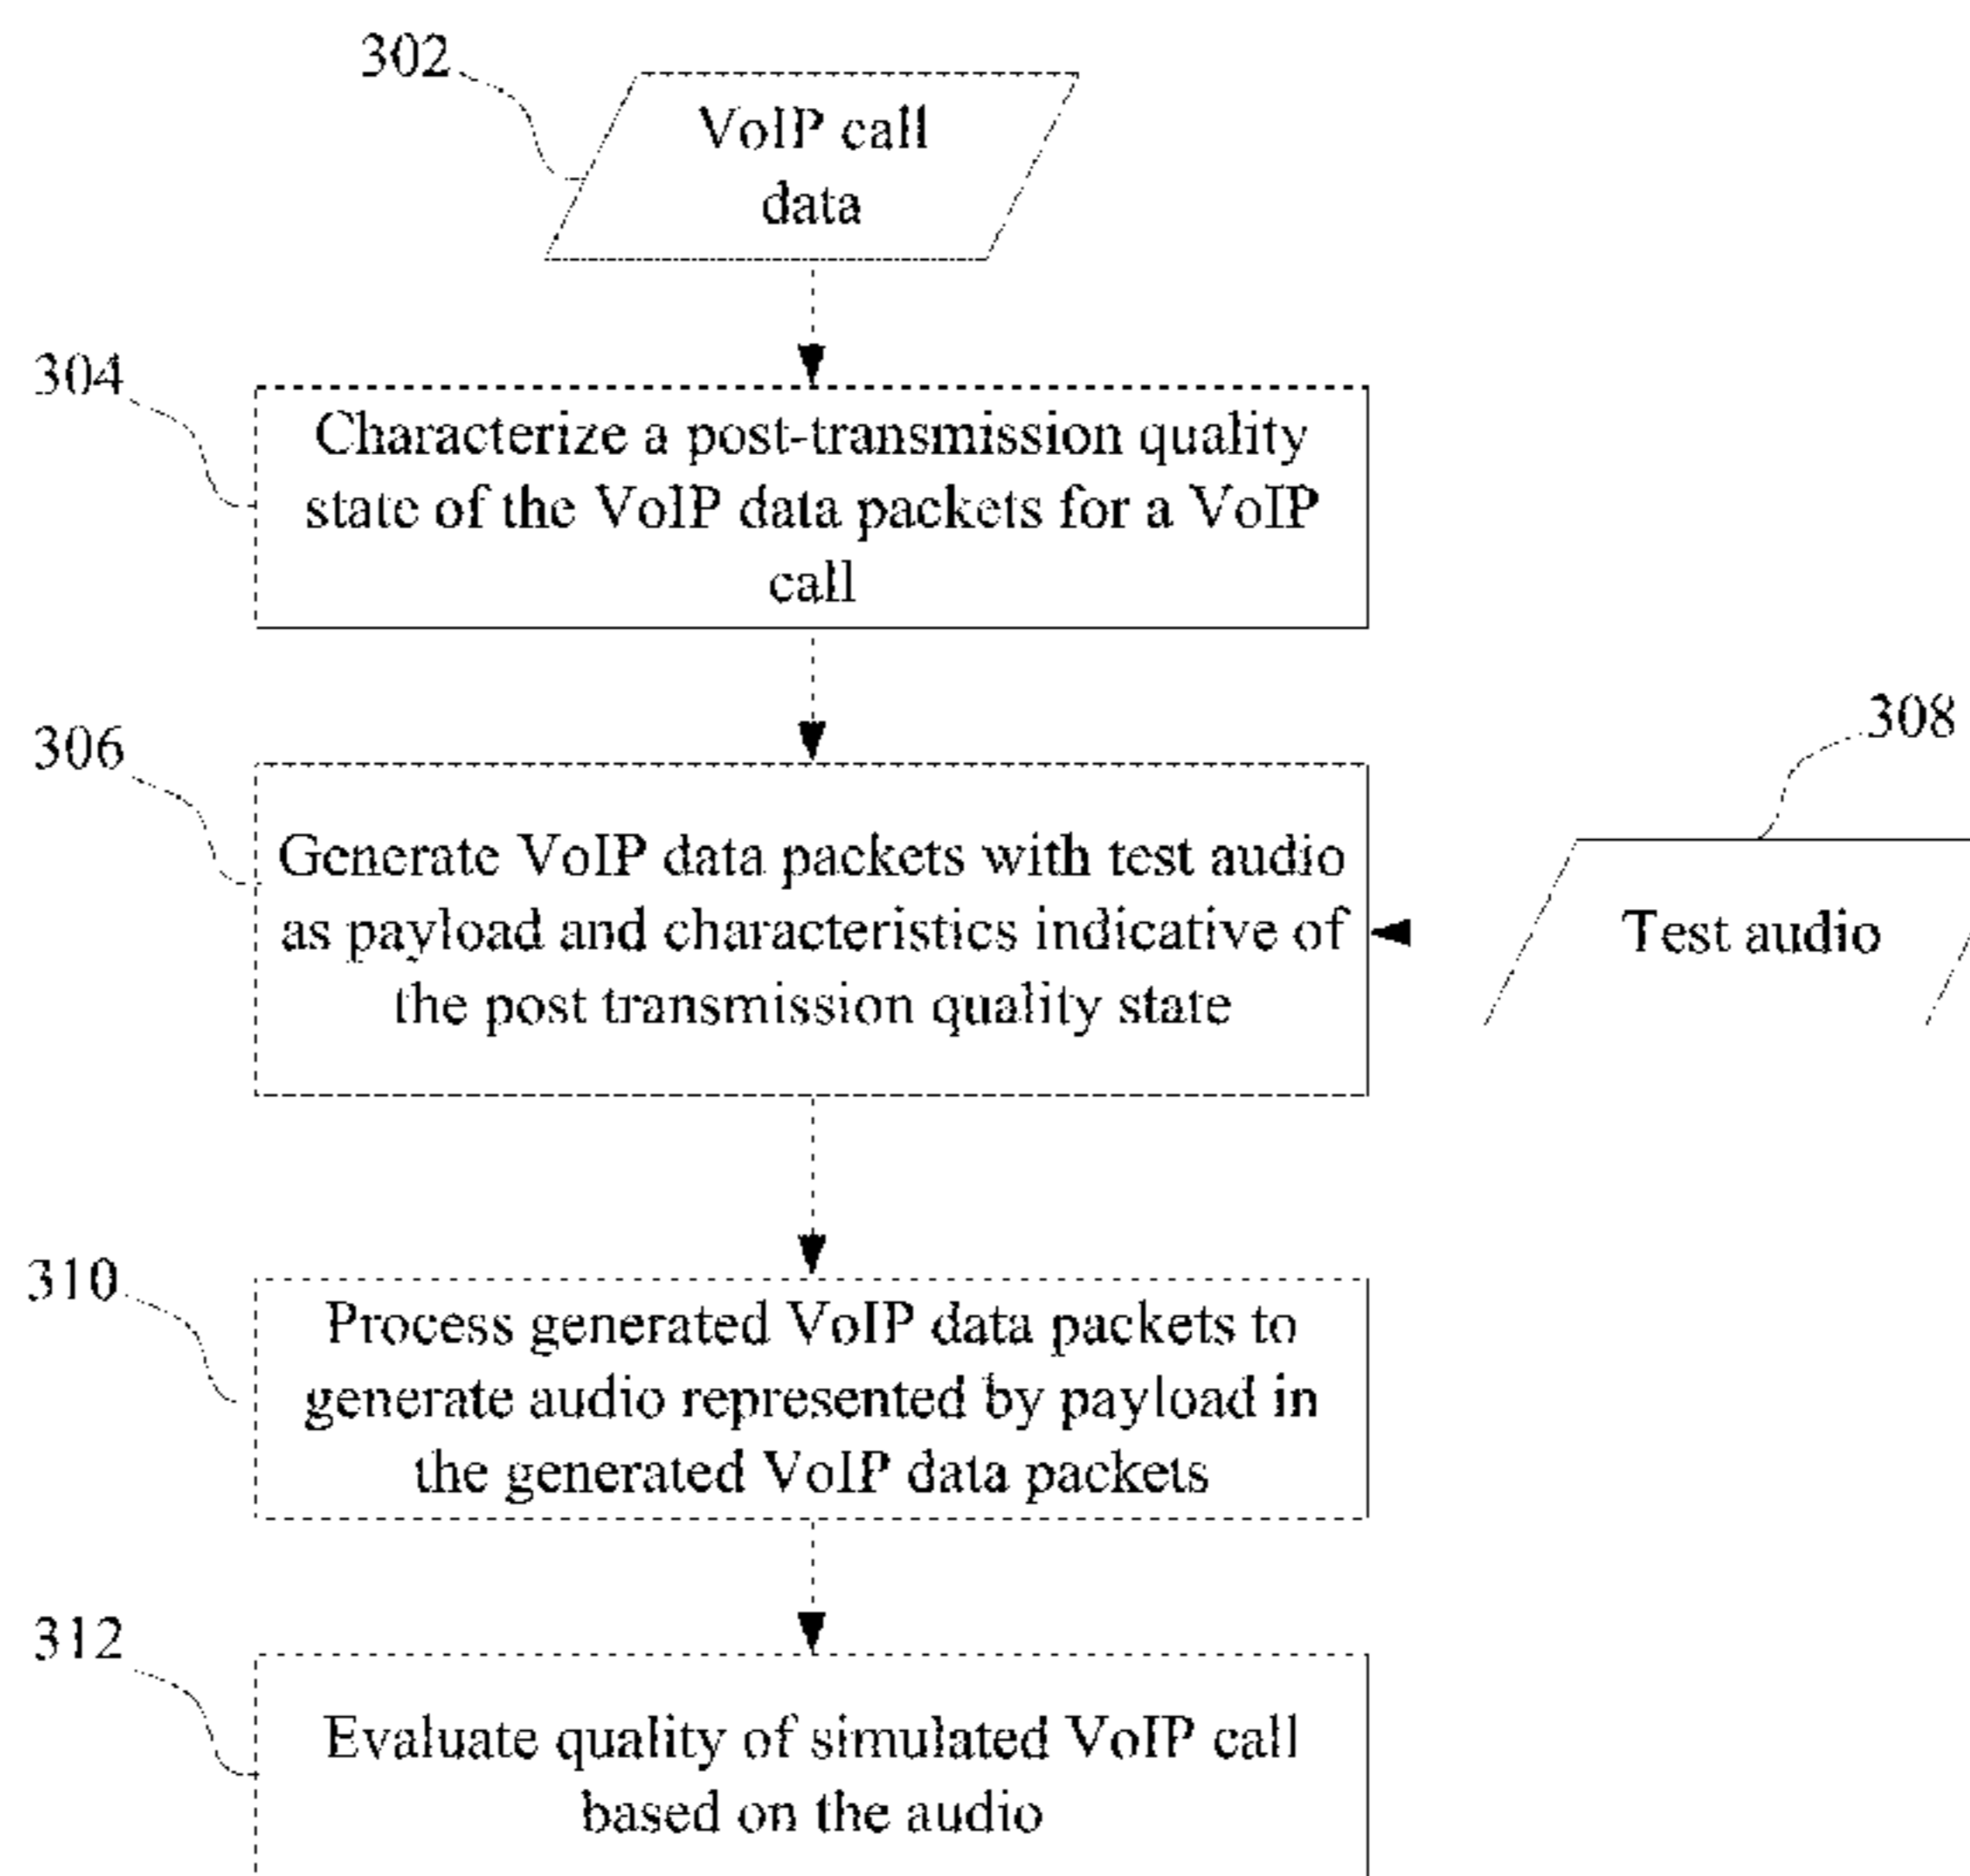 302
VoIP call
data
304
Characterize a post-transmission quality
state of the VoIP data packets for a VoIP
call
306
308
Generate VoIP data packets with test audio
as payload and characteristics indicative of
the post transmission quality state
Test audio
310
Process generated VoIP data packets to
generate audio represented by payload in
the generated VoIP data packets
312
Evaluate quality of simulated VoIP call
based on the audio